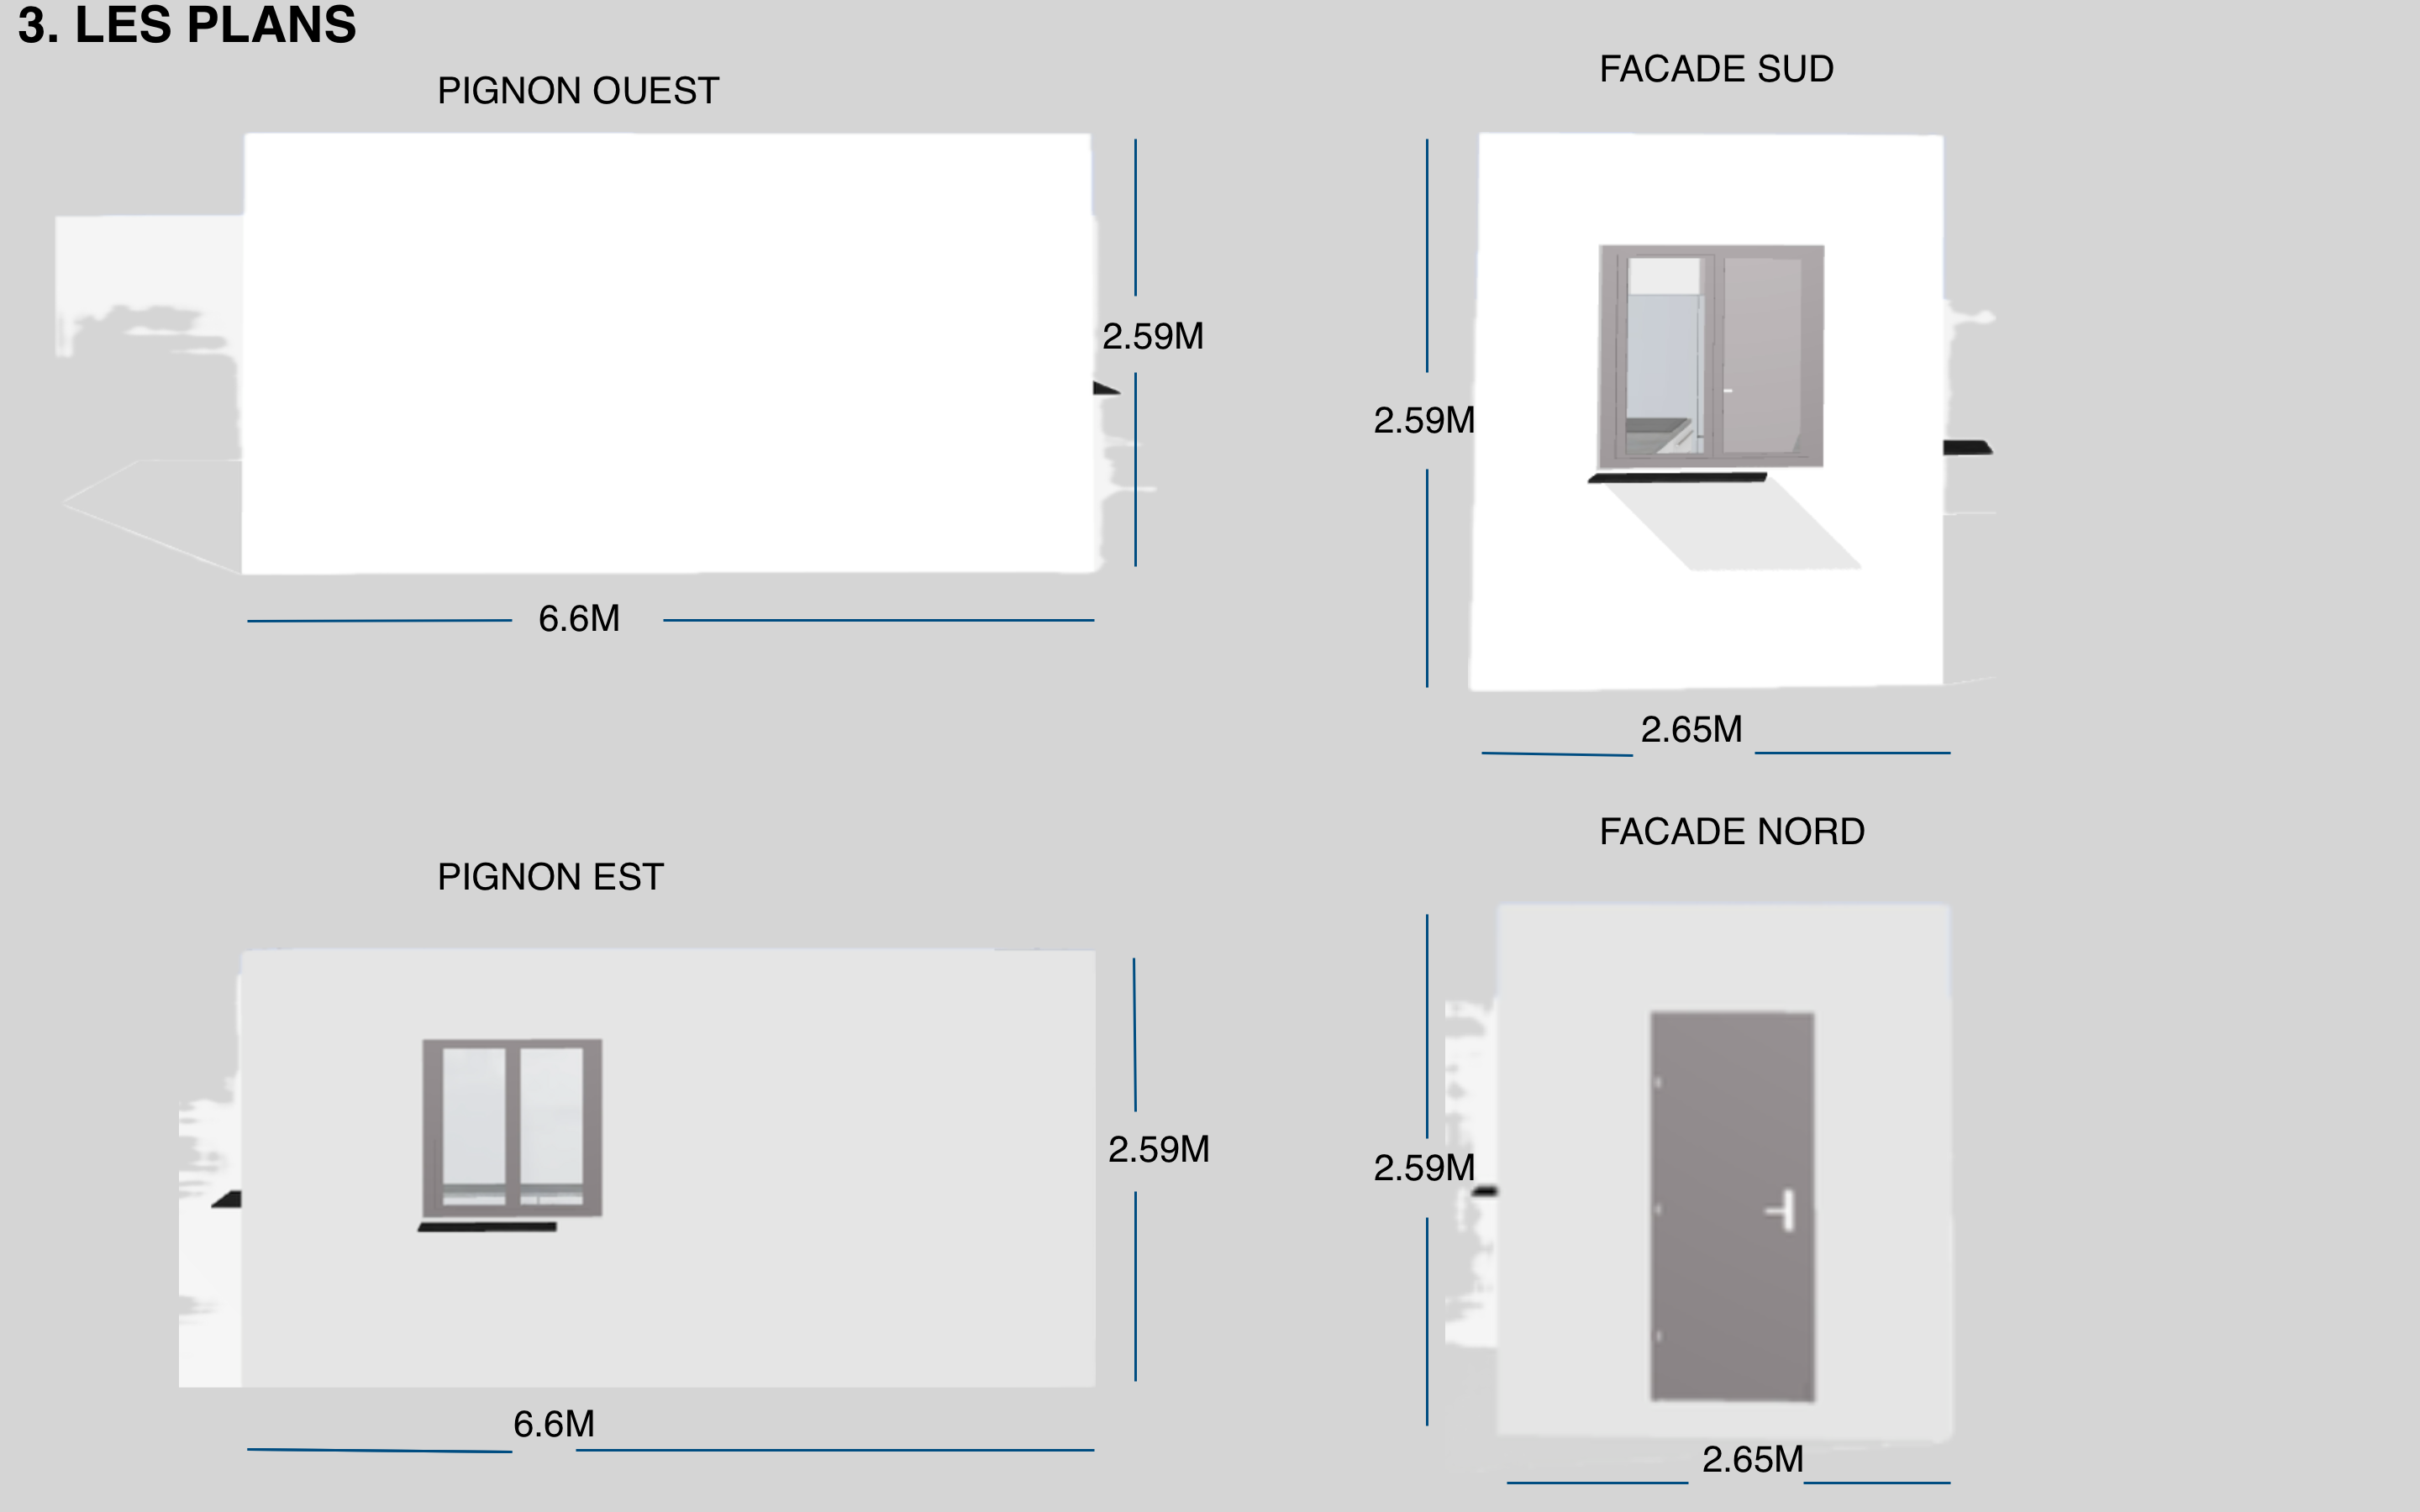 3. LES PLANS
PIGNON OUEST
2.59M
6.6M
FACADE SUD
2.59M
2.65M
PIGNON EST
2.59M
6.6M
FACADE NORD
2.59M
2.65M